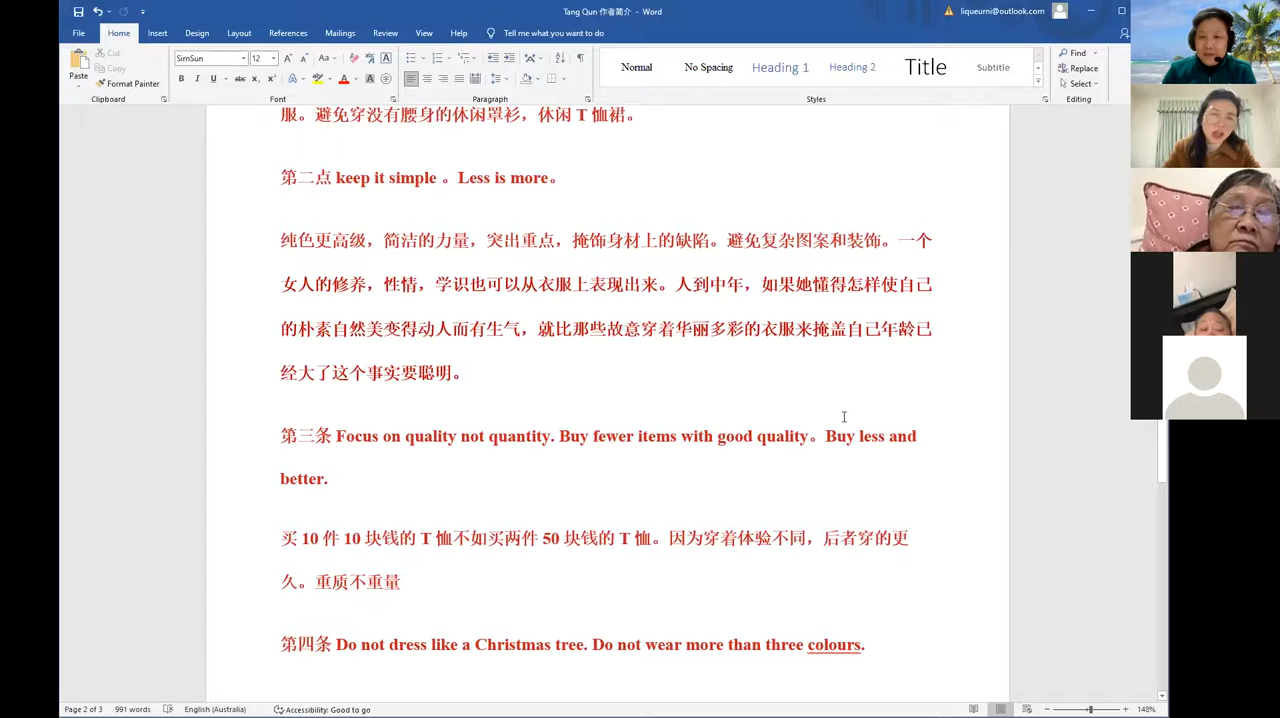 Tang Qun 作者简介 - Word
liqueurni@outlook.com
File Home Insert Design Layout References Mailings Review View Help Tell me what you want to do
Paste
Cut
Copy
Format Painter
Clipboard
SimSun 12
Font
Paragraph
Normal No Spacing Heading 1 Heading 2 Title Subtitle
Styles
Find
Replace
Select
Editing
服。避免穿没有腰身的休闲罩衫，休闲 T 恤裙。
第二点 keep it simple 。Less is more。
纯色更高级，简洁的力量，突出重点，掩饰身材上的缺陷。避免复杂图案和装饰。一个
女人的修养，性情，学识也可以从衣服上表现出来。人到中年，如果她懂得怎样使自己
的朴素自然美变得动人而有生气，就比那些故意穿着华丽多彩的衣服来掩盖自己年龄已
经大了这个事实要聪明。
第三条 Focus on quality not quantity. Buy fewer items with good quality。Buy less and
better.
买 10 件 10 块钱的 T 恤不如买两件 50 块钱的 T 恤。因为穿着体验不同，后者穿的更
久。重质不重量
第四条 Do not dress like a Christmas tree. Do not wear more than three colours.
Page 2 of 3 991 words English (Australia) Accessibility: Good to go 148%